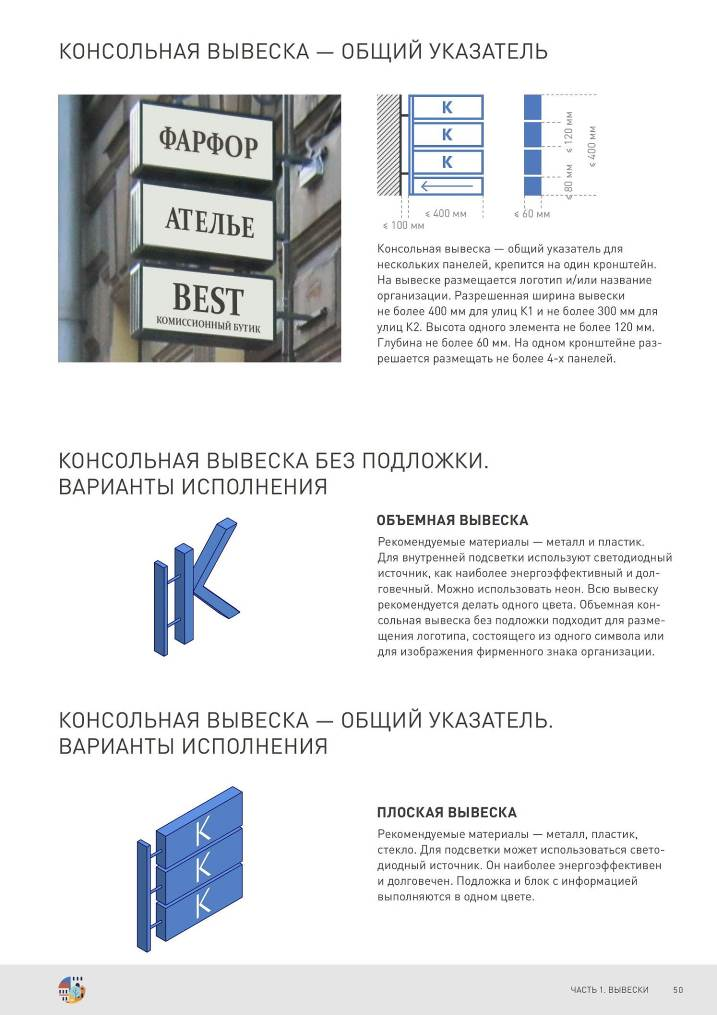 КОНСОЛЬНАЯ ВЫВЕСКА — ОБЩИЙ УКАЗАТЕЛЬ
ФАРФОР
АТЕЛЬЕ
BEST
КОМИССИОННЫЙ БУТИК
К
К
К
≤ 120 мм
≤ 400 мм
≤ 80 мм
≤ 400 мм
≤ 60 мм
≤ 100 мм
Консольная вывеска — общий указатель для
нескольких панелей, крепится на один кронштейн.
На вывеске размещается логотип и/или название
организации. Разрешенная ширина вывески
не более 400 мм для улиц К1 и не более 300 мм для
улиц К2. Высота одного элемента не более 120 мм.
Глубина не более 60 мм. На одном кронштейне раз-
решается размещать не более 4-х панелей.
КОНСОЛЬНАЯ ВЫВЕСКА БЕЗ ПОДЛОЖКИ.
ВАРИАНТЫ ИСПОЛНЕНИЯ
К
ОБЪЕМНАЯ ВЫВЕСКА
Рекомендуемые материалы — металл и пластик.
Для внутренней подсветки используют светодиодный
источник, как наиболее энергоэффективный и дол-
говечный. Можно использовать неон. Всю вывеску
рекомендуется делать одного цвета. Объемная кон-
сольная вывеска без подложки подходит для разме-
щения логотипа, состоящего из одного символа или
для изображения фирменного знака организации.
КОНСОЛЬНАЯ ВЫВЕСКА — ОБЩИЙ УКАЗАТЕЛЬ.
ВАРИАНТЫ ИСПОЛНЕНИЯ
К
К
К
ПЛОСКАЯ ВЫВЕСКА
Рекомендуемые материалы — металл, пластик,
стекло. Для подсветки может использоваться свето-
диодный источник. Он наиболее энергоэффективен
и долговечен. Подложка и блок с информацией
выполняются в одном цвете.
ЧАСТЬ 1. ВЫВЕСКИ 50